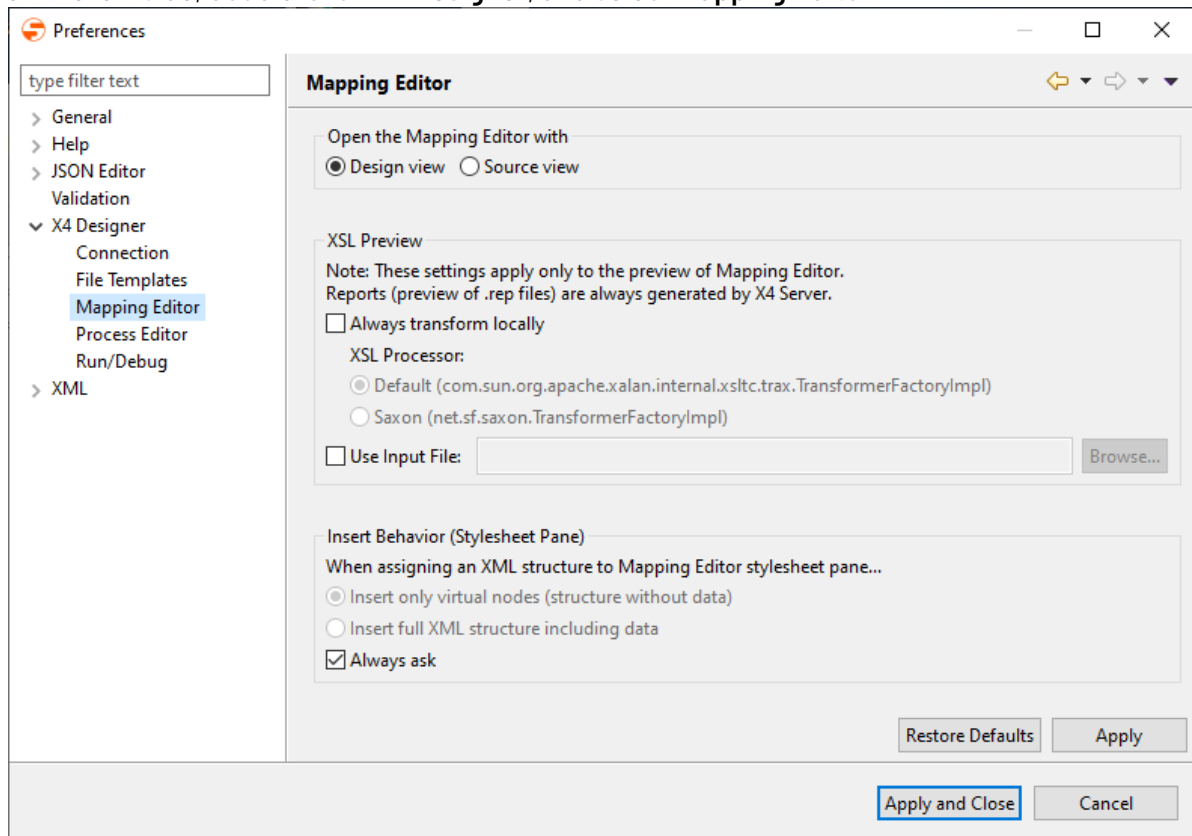 Preferences
type filter text
General
Help
JSON Editor
Validation
X4 Designer
Connection
File Templates
Mapping Editor
Process Editor
Run/Debug
XML
Mapping Editor
Open the Mapping Editor with
Design view Source view
XSL Preview
Note: These settings apply only to the preview of Mapping Editor.
Reports (preview of .rep files) are always generated by X4 Server.
Always transform locally
XSL Processor:
Default (com.sun.org.apache.xalan.internal.xsltc.trax.TransformerFactoryImpl)
Saxon (net.sf.saxon.TransformerFactoryImpl)
Use Input File: Browse...
Insert Behavior (Stylesheet Pane)
When assigning an XML structure to Mapping Editor stylesheet pane...
Insert only virtual nodes (structure without data)
Insert full XML structure including data
Always ask
Restore Defaults Apply
Apply and Close Cancel